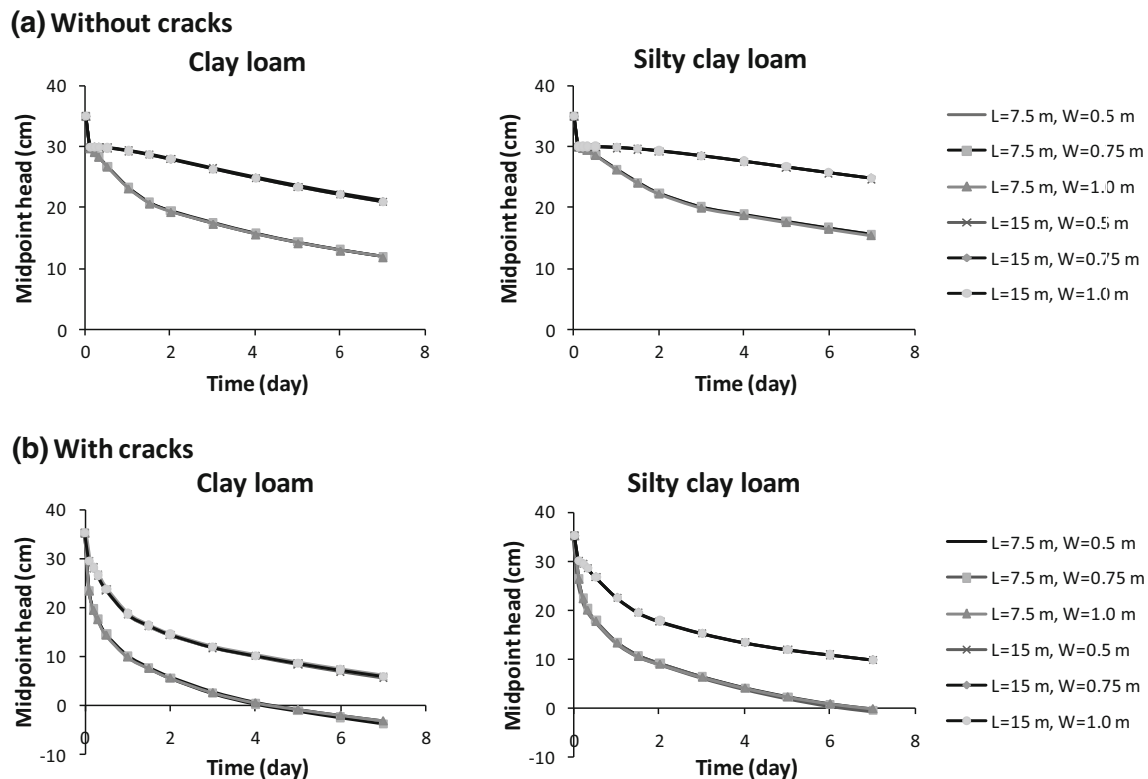 (a) Without cracks
Clay loam
Silty clay loam
Midpoint head (cm)
40
30
20
10
0
0 2 4 6 8
Time (day)
Midpoint head (cm)
40
30
20
10
0
0 2 4 6 8
Time (day)
L=7.5 m, W=0.5 m
L=7.5 m, W=0.75 m
L=7.5 m, W=1.0 m
L=15 m, W=0.5 m
L=15 m, W=0.75 m
L=15 m, W=1.0 m
(b) With cracks
Clay loam
Silty clay loam
Midpoint head (cm)
40
30
20
10
0
-10
0 2 4 6 8
Time (day)
Midpoint head (cm)
40
30
20
10
0
-10
0 2 4 6 8
Time (day)
L=7.5 m, W=0.5 m
L=7.5 m, W=0.75 m
L=7.5 m, W=1.0 m
L=15 m, W=0.5 m
L=15 m, W=0.75 m
L=15 m, W=1.0 m